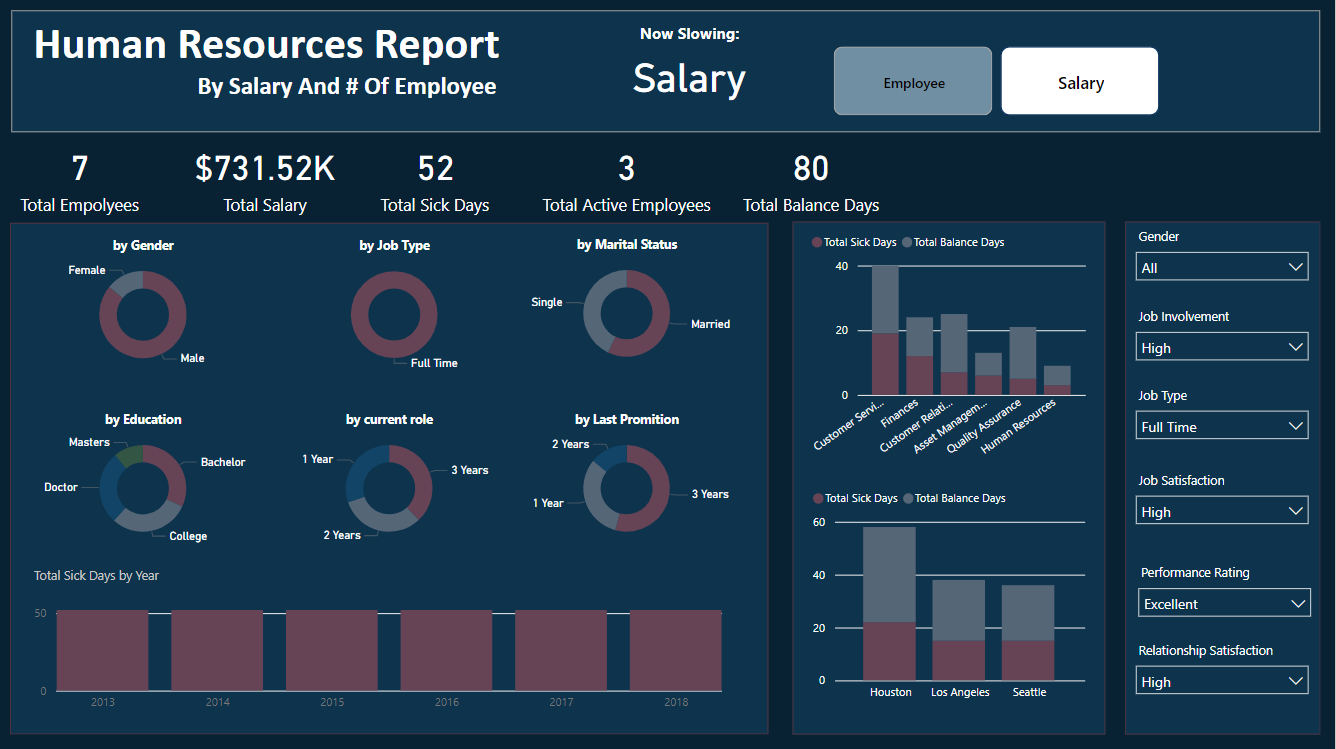 Human Resources Report
By Salary And # Of Employee
Now Slowing:
Salary
Employee
Salary
7
Total Empolyees
$731.52K
Total Salary
52
Total Sick Days
3
Total Active Employees
80
Total Balance Days
by Gender
Female
Male
by Job Type
Full Time
by Marital Status
Single
Married
by Education
Masters
Bachelor
Doctor
College
by current role
1 Year
3 Years
2 Years
by Last Promition
2 Years
3 Years
1 Year
Total Sick Days by Year
50
0
2013
2014
2015
2016
2017
2018
Total Sick Days
Total Balance Days
40
20
0
Customer Servi...
Finances
Customer Relati...
Asset Managem...
Quality Assurance
Human Resources
Total Sick Days
Total Balance Days
60
40
20
0
Houston
Los Angeles
Seattle
Gender
All
Job Involvement
High
Job Type
Full Time
Job Satisfaction
High
Performance Rating
Excellent
Relationship Satisfaction
High